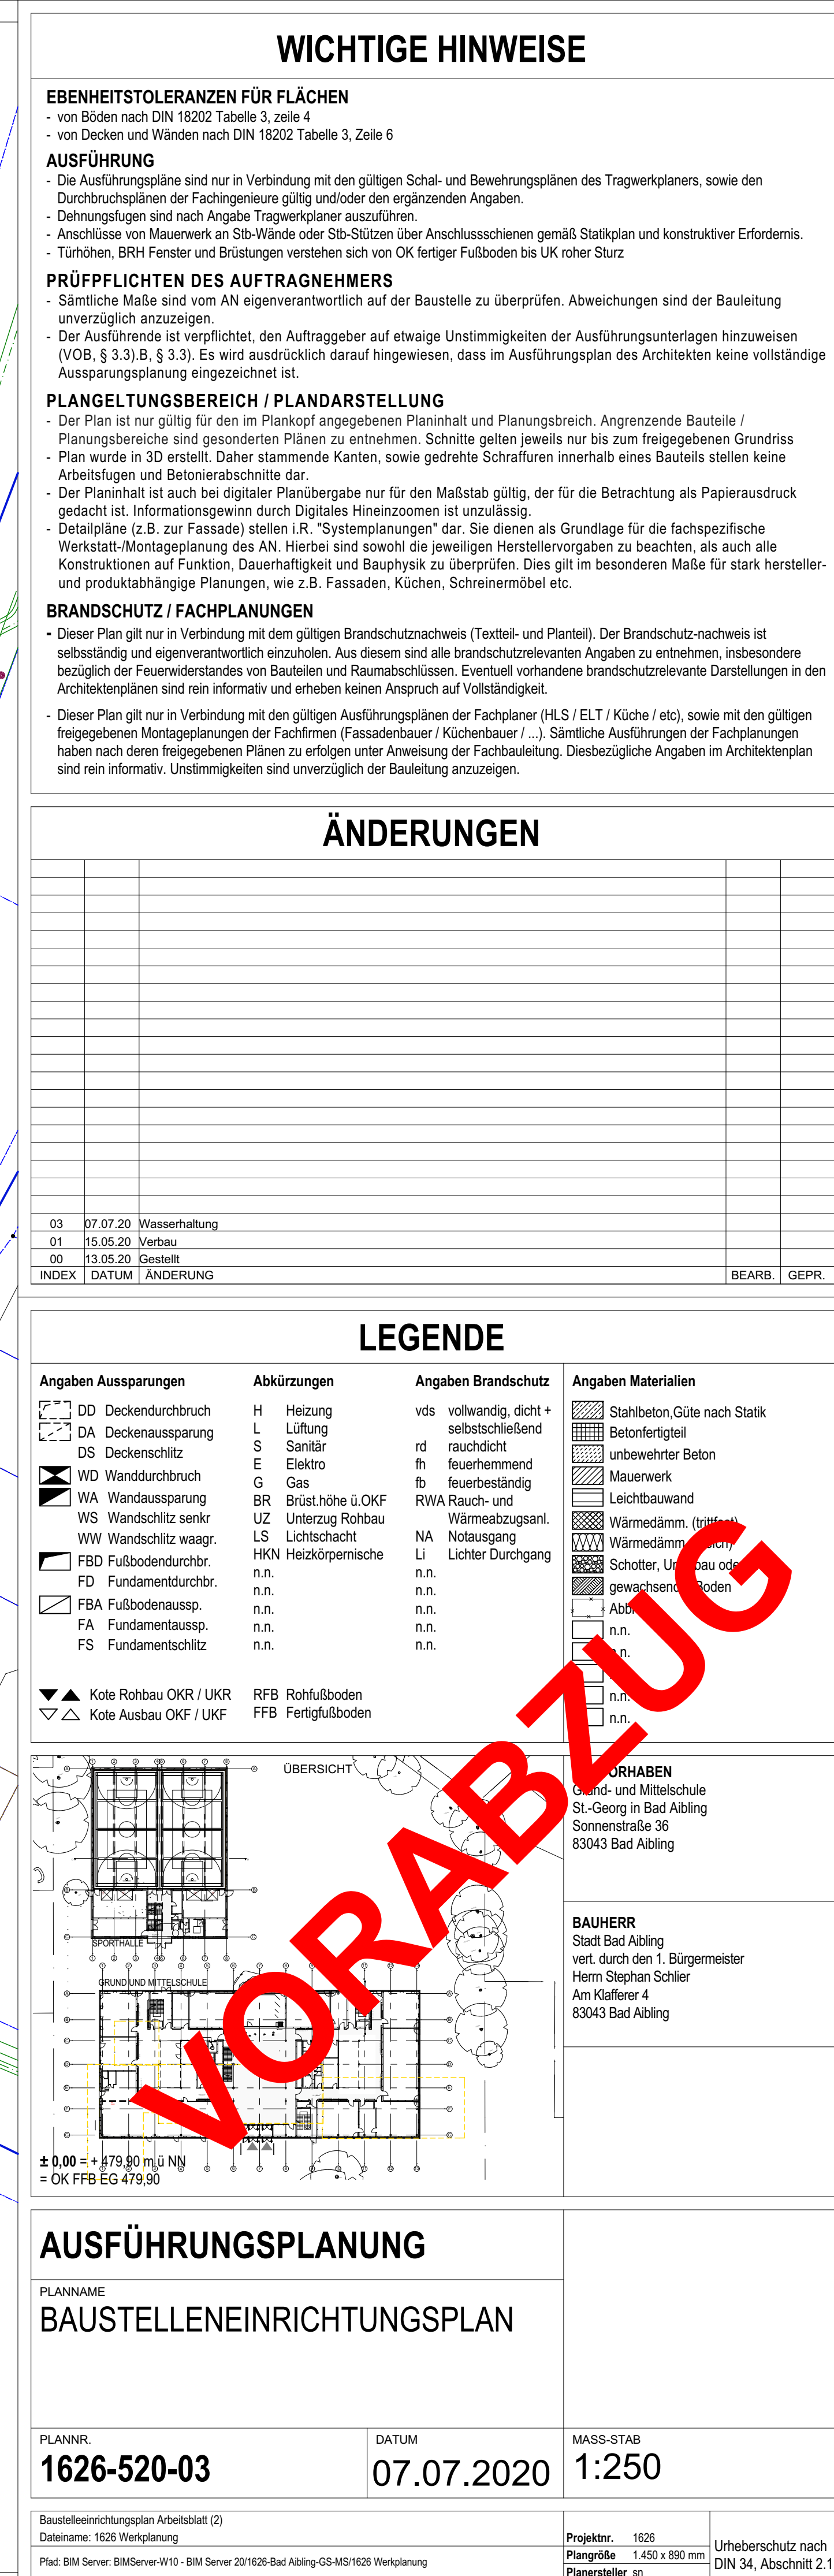 WICHTIGE HINWEISE
EBENHEITSTOLERANZEN FÜR FLÄCHEN
- von Böden nach DIN 18202 Tabelle 3, zeile 4
- von Decken und Wänden nach DIN 18202 Tabelle 3, Zeile 6
AUSFÜHRUNG
- Die Ausführungspläne sind nur in Verbindung mit den gültigen Schal- und Bewehrungsplänen des Tragwerkplaners, sowie den
Durchbruchsplänen der Fachingenieure gültig und/oder den ergänzenden Angaben.
- Dehnungsfugen sind nach Angabe Tragwerkplaner auszuführen.
- Anschlüsse von Mauerwerk an Stb-Wände oder Stb-Stützen über Anschlussschienen gemäß Statikplan und konstruktiver Erfordernis.
- Türhöhen, BRH Fenster und Brüstungen verstehen sich von OK fertiger Fußboden bis UK roher Sturz
PRÜFPFLICHTEN DES AUFTRAGNEHMERS
- Sämtliche Maße sind vom AN eigenverantwortlich auf der Baustelle zu überprüfen. Abweichungen sind der Bauleitung
unverzüglich anzuzeigen.
- Der Ausführende ist verpflichtet, den Auftraggeber auf etwaige Unstimmigkeiten der Ausführungsunterlagen hinzuweisen
(VOB, § 3.3).B, § 3.3). Es wird ausdrücklich darauf hingewiesen, dass im Ausführungsplan des Architekten keine vollständige
Aussparungsplanung eingezeichnet ist.
PLANGELTUNGSBEREICH / PLANDARSTELLUNG
- Der Plan ist nur gültig für den im Plankopf angegebenen Planinhalt und Planungsbreich. Angrenzende Bauteile /
Planungsbereiche sind gesonderten Plänen zu entnehmen. Schnitte gelten jeweils nur bis zum freigegebenen Grundriss
- Plan wurde in 3D erstellt. Daher stammende Kanten, sowie gedrehte Schraffuren innerhalb eines Bauteils stellen keine
Arbeitsfugen und Betonierabschnitte dar.
- Der Planinhalt ist auch bei digitaler Planübergabe nur für den Maßstab gültig, der für die Betrachtung als Papierausdruck
gedacht ist. Informationsgewinn durch Digitales Hineinzoomen ist unzulässig.
- Detailpläne (z.B. zur Fassade) stellen i.R. "Systemplanungen" dar. Sie dienen als Grundlage für die fachspezifische
Werkstatt-/Montageplanung des AN. Hierbei sind sowohl die jeweiligen Herstellervorgaben zu beachten, als auch alle
Konstruktionen auf Funktion, Dauerhaftigkeit und Bauphysik zu überprüfen. Dies gilt im besonderen Maße für stark hersteller-
und produktabhängige Planungen, wie z.B. Fassaden, Küchen, Schreinermöbel etc.
BRANDSCHUTZ / FACHPLANUNGEN
- Dieser Plan gilt nur in Verbindung mit dem gültigen Brandschutznachweis (Textteil- und Planteil). Der Brandschutz-nachweis ist
selbsständig und eigenverantwortlich einzuholen. Aus diesem sind alle brandschutzrelevanten Angaben zu entnehmen, insbesondere
bezüglich der Feuerwiderstandes von Bauteilen und Raumabschlüssen. Eventuell vorhandene brandschutzrelevante Darstellungen in den
Architektenplänen sind rein informativ und erheben keinen Anspruch auf Vollständigkeit.
- Dieser Plan gilt nur in Verbindung mit den gültigen Ausführungsplänen der Fachplaner (HLS / ELT / Küche / etc), sowie mit den gültigen
freigegebenen Montageplanungen der Fachfirmen (Fassadenbauer / Küchenbauer / ...). Sämtliche Ausführungen der Fachplanungen
haben nach deren freigegebenen Plänen zu erfolgen unter Anweisung der Fachbauleitung. Diesbezügliche Angaben im Architektenplan
sind rein informativ. Unstimmigkeiten sind unverzüglich der Bauleitung anzuzeigen.
ÄNDERUNGEN
03 07.07.20 Wasserhaltung
01 15.05.20 Verbau
00 13.05.20 Gestellt
INDEX DATUM ÄNDERUNG BEARB. GEPR.
LEGENDE
Angaben Aussparungen
DD Deckendurchbruch
DA Deckenaussparung
DS Deckenschlitz
WD Wanddurchbruch
WA Wandaussparung
WS Wandschlitz senkr
WW Wandschlitz waagr.
FBD Fußbodendurchbr.
FD Fundamentdurchbr.
FBA Fußbodenaussp.
FA Fundamentaussp.
FS Fundamentschlitz
Kote Rohbau OKR / UKR
Kote Ausbau OKF / UKF
Abkürzungen
H Heizung
L Lüftung
S Sanitär
E Elektro
G Gas
BR Brüst.höhe ü.OKF
UZ Unterzug Rohbau
LS Lichtschacht
HKN Heizkörpernische
n.n.
n.n.
n.n.
n.n.
n.n.
RFB Rohfußboden
FFB Fertigfußboden
Angaben Brandschutz
vds vollwandig, dicht +
selbstschließend
rd rauchdicht
fh feuerhemmend
fb feuerbeständig
RWA Rauch- und
Wärmeabzugsanl.
NA Notausgang
Li Lichter Durchgang
n.n.
n.n.
n.n.
n.n.
n.n.
Angaben Materialien
Stahlbeton,Güte nach Statik
Betonfertigteil
unbewehrter Beton
Mauerwerk
Leichtbauwand
Wärmedämm. (trittfest)
Wärmedämm.
Schotter,
gewachsener Boden
n.n.
n.n.
n.n.
n.n.
VORABZUG
ÜBERSICHT
SPORTHALLE
GRUND UND MITTELSCHULE
± 0,00 = + 479,90 m ü NN
= OK FFB EG 479,90
Grund- und Mittelschule
St.-Georg in Bad Aibling
Sonnenstraße 36
83043 Bad Aibling
BAUHERR
Stadt Bad Aibling
vert. durch den 1. Bürgermeister
Herrn Stephan Schlier
Am Klafferer 4
83043 Bad Aibling
AUSFÜHRUNGSPLANUNG
PLANNAME
BAUSTELLENEINRICHTUNGSPLAN
PLANNR.
1626-520-03
DATUM
07.07.2020
MASS-STAB
1:250
Baustelleeinrichtungsplan Arbeitsblatt (2)
Dateiname: 1626 Werkplanung
Pfad: BIM Server: BIMServer-W10 - BIM Server 20/1626-Bad Aibling-GS-MS/1626 Werkplanung
Projektnr. 1626
Plangröße 1.450 x 890 mm
Planersteller sn
Urheberschutz nach
DIN 34, Abschnitt 2.1